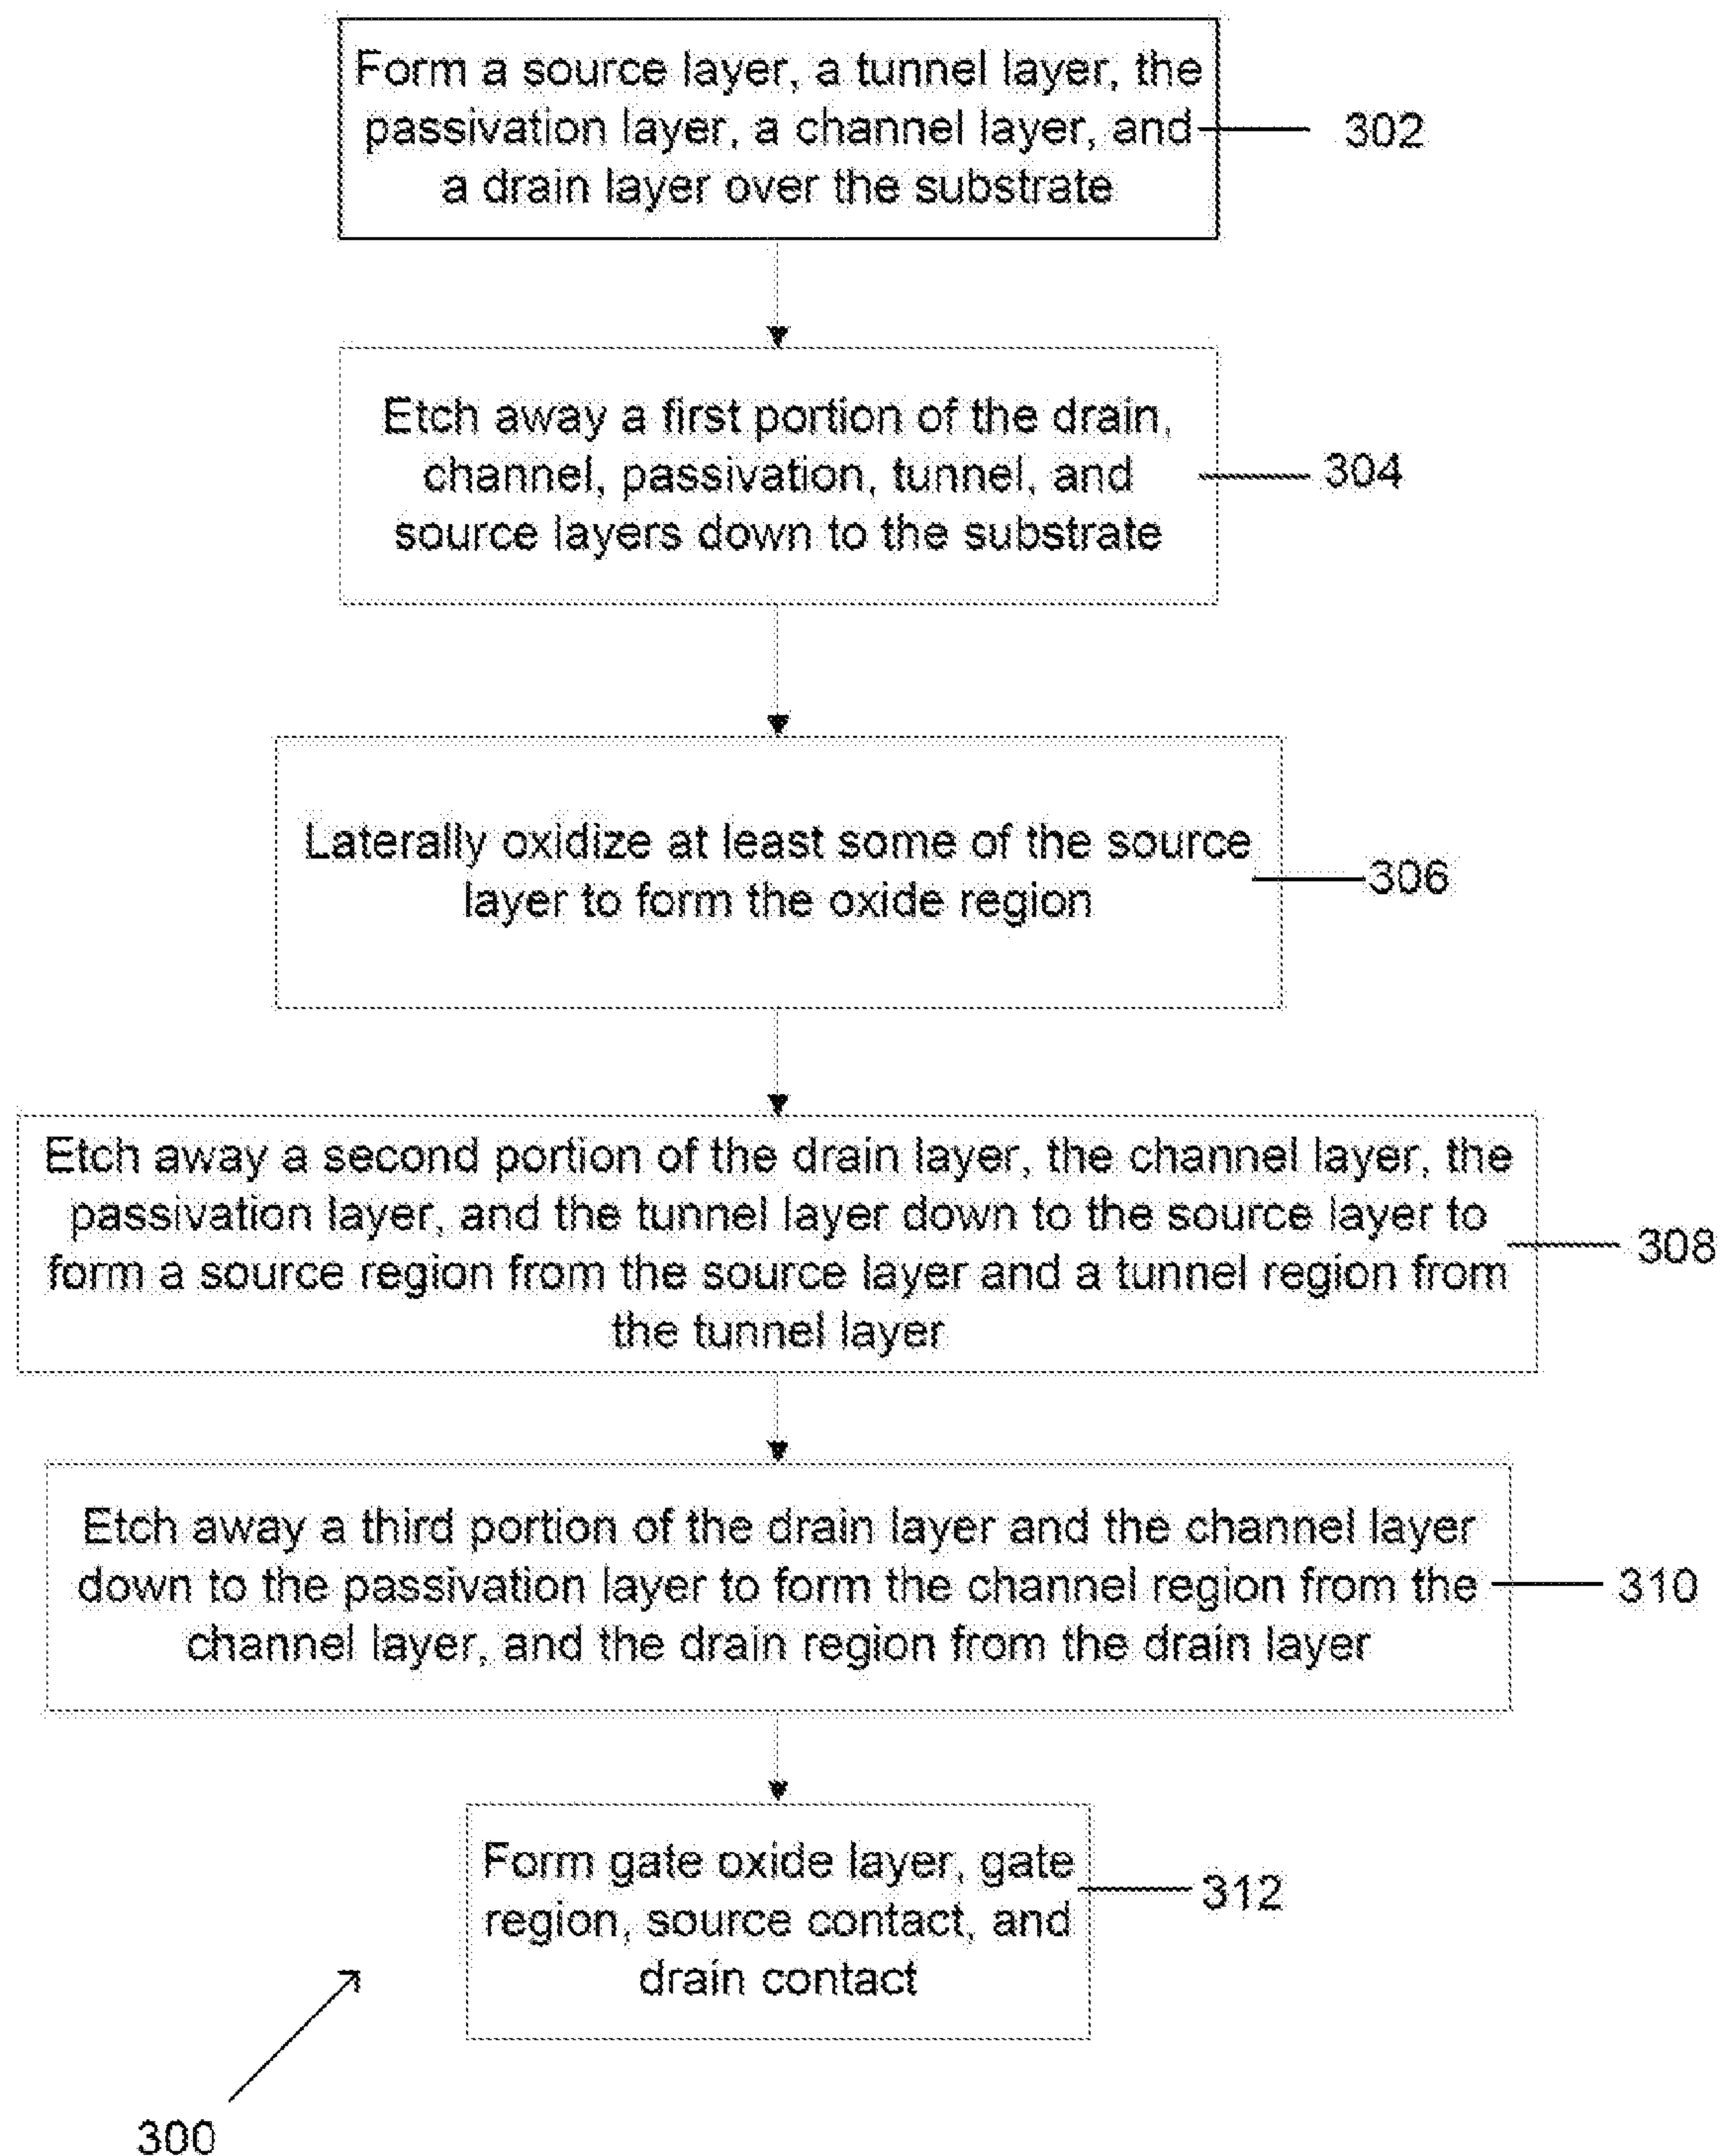 Form a source layer, a tunnel layer, the
passivation layer, a channel layer, and
a drain layer over the substrate
302
Etch away a first portion of the drain,
channel, passivation, tunnel, and
source layers down to the substrate
304
Laterally oxidize at least some of the source
layer to form the oxide region
306
Etch away a second portion of the drain layer, the channel layer, the
passivation layer, and the tunnel layer down to the source layer to
form a source region from the source layer and a tunnel region from
the tunnel layer
308
Etch away a third portion of the drain layer and the channel layer
down to the passivation layer to form the channel region from the
channel layer, and the drain region from the drain layer
310
Form gate oxide layer, gate
region, source contact, and
drain contact
312
300